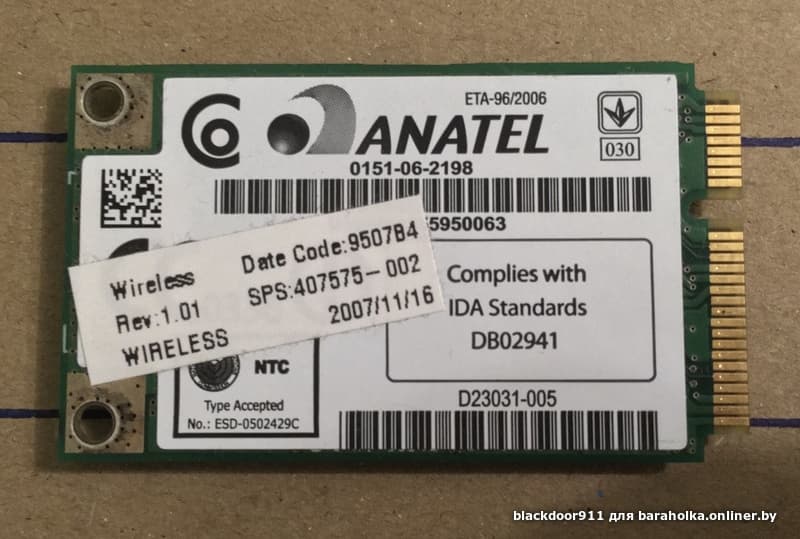 ETA-96/2006
ANATEL
030
0151-06-2198
5950063
Wireless Date Code:9507B4
Rev:1.01 SPS:407575-002
WIRELESS 2007/11/16
Complies with
IDA Standards
DB02941
NTC
Type Accepted
No.: ESD-0502429C
D23031-005
blackdoor911 для baraholka.onliner.by